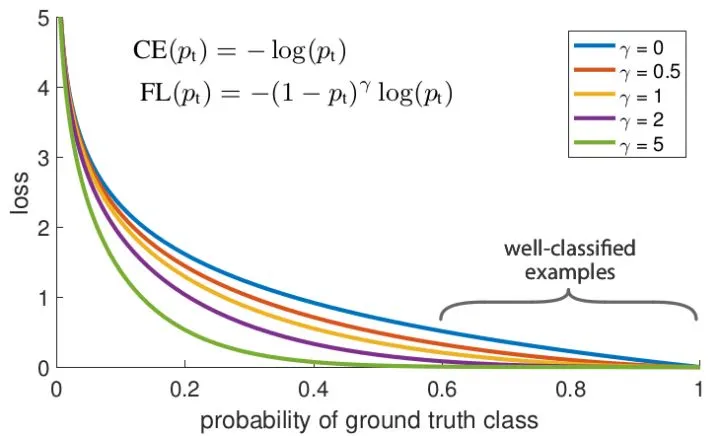 CE(pt) = −log(pt)
FL(pt) = −(1 − pt)γ log(pt)
γ = 0
γ = 0.5
γ = 1
γ = 2
γ = 5
well-classified
examples
5
4
3
2
1
0
loss
0
0.2
0.4
0.6
0.8
1
probability of ground truth class